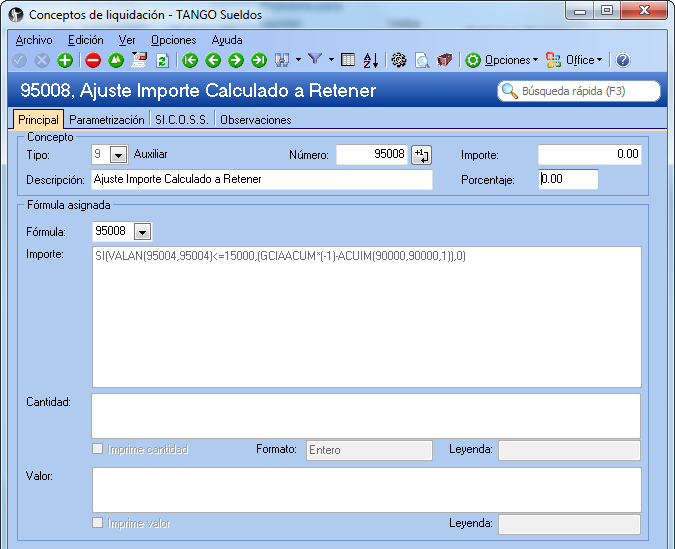 Conceptos de liquidación - TANGO Sueldos
Archivo Edición Ver Opciones Ayuda
Opciones Office
95008, Ajuste Importe Calculado a Retener
Búsqueda rápida (F3)
Principal Parametrización SI.C.O.S.S. Observaciones
Concepto
Tipo: 9 Auxiliar Número: 95008 +1 Importe: 0.00
Descripción: Ajuste Importe Calculado a Retener Porcentaje: 0.00
Fórmula asignada
Fórmula: 95008
Importe: SI(VALAN(95004,95004)<=15000,(GCIAACUM*(-1)-ACUIM(90000,90000,1)),0)
Cantidad:
Imprime cantidad Formato: Entero Leyenda:
Valor:
Imprime valor Leyenda: